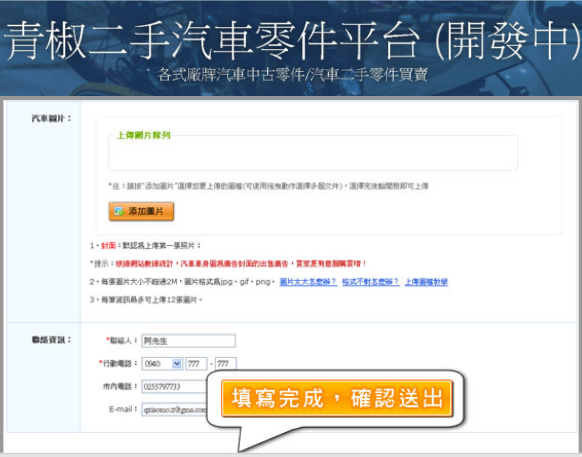 青椒二手汽車零件平台 (開發中)
各式廠牌汽車中古零件/汽車二手零件買賣
汽車圖片：
上傳圖片隊列
*注：請按"添加圖片"選擇您要上傳的圖檔(可使用拖曳動作選擇多個文件)，選擇完後點開啟即可上傳
添加圖片
1、封面：默認為上傳第一張照片；
*提示：根據網站數據統計，汽車車身圖為廣告封面的出售廣告，買家更有意願購買唷！
2、每張圖片大小不超過2M，圖片格式為jpg、gif、png。 圖片太大怎麼辦？ 格式不對怎麼辦？ 上傳圖檔教學
3、每筆資訊最多可上傳12張圖片。
聯絡資訊：
*聯絡人： 阿先生
*行動電話： 0940 777 - 777
市內電話： 0255797733
E-mail：
填寫完成，確認送出